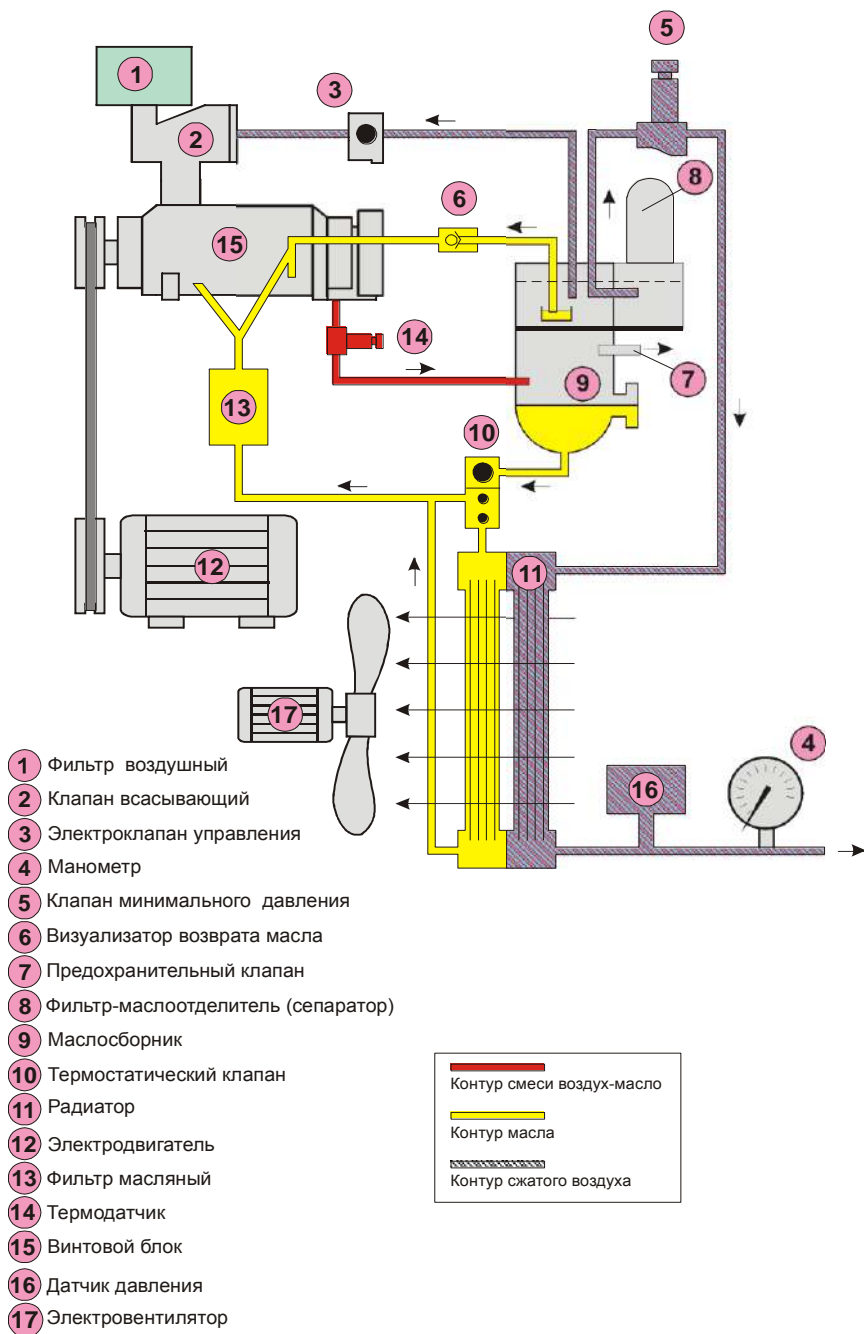 5
1
3
2
8
6
15
14
9
7
13
10
12
11
17
4
16
1 Фильтр воздушный
2 Клапан всасывающий
3 Электроклапан управления
4 Манометр
5 Клапан минимального давления
6 Визуализатор возврата масла
7 Предохранительный клапан
8 Фильтр-маслоотделитель (сепаратор)
9 Маслосборник
10 Термостатический клапан
11 Радиатор
12 Электродвигатель
13 Фильтр масляный
14 Термодатчик
15 Винтовой блок
16 Датчик давления
17 Электровентилятор
Контур смеси воздух-масло
Контур масла
Контур сжатого воздуха